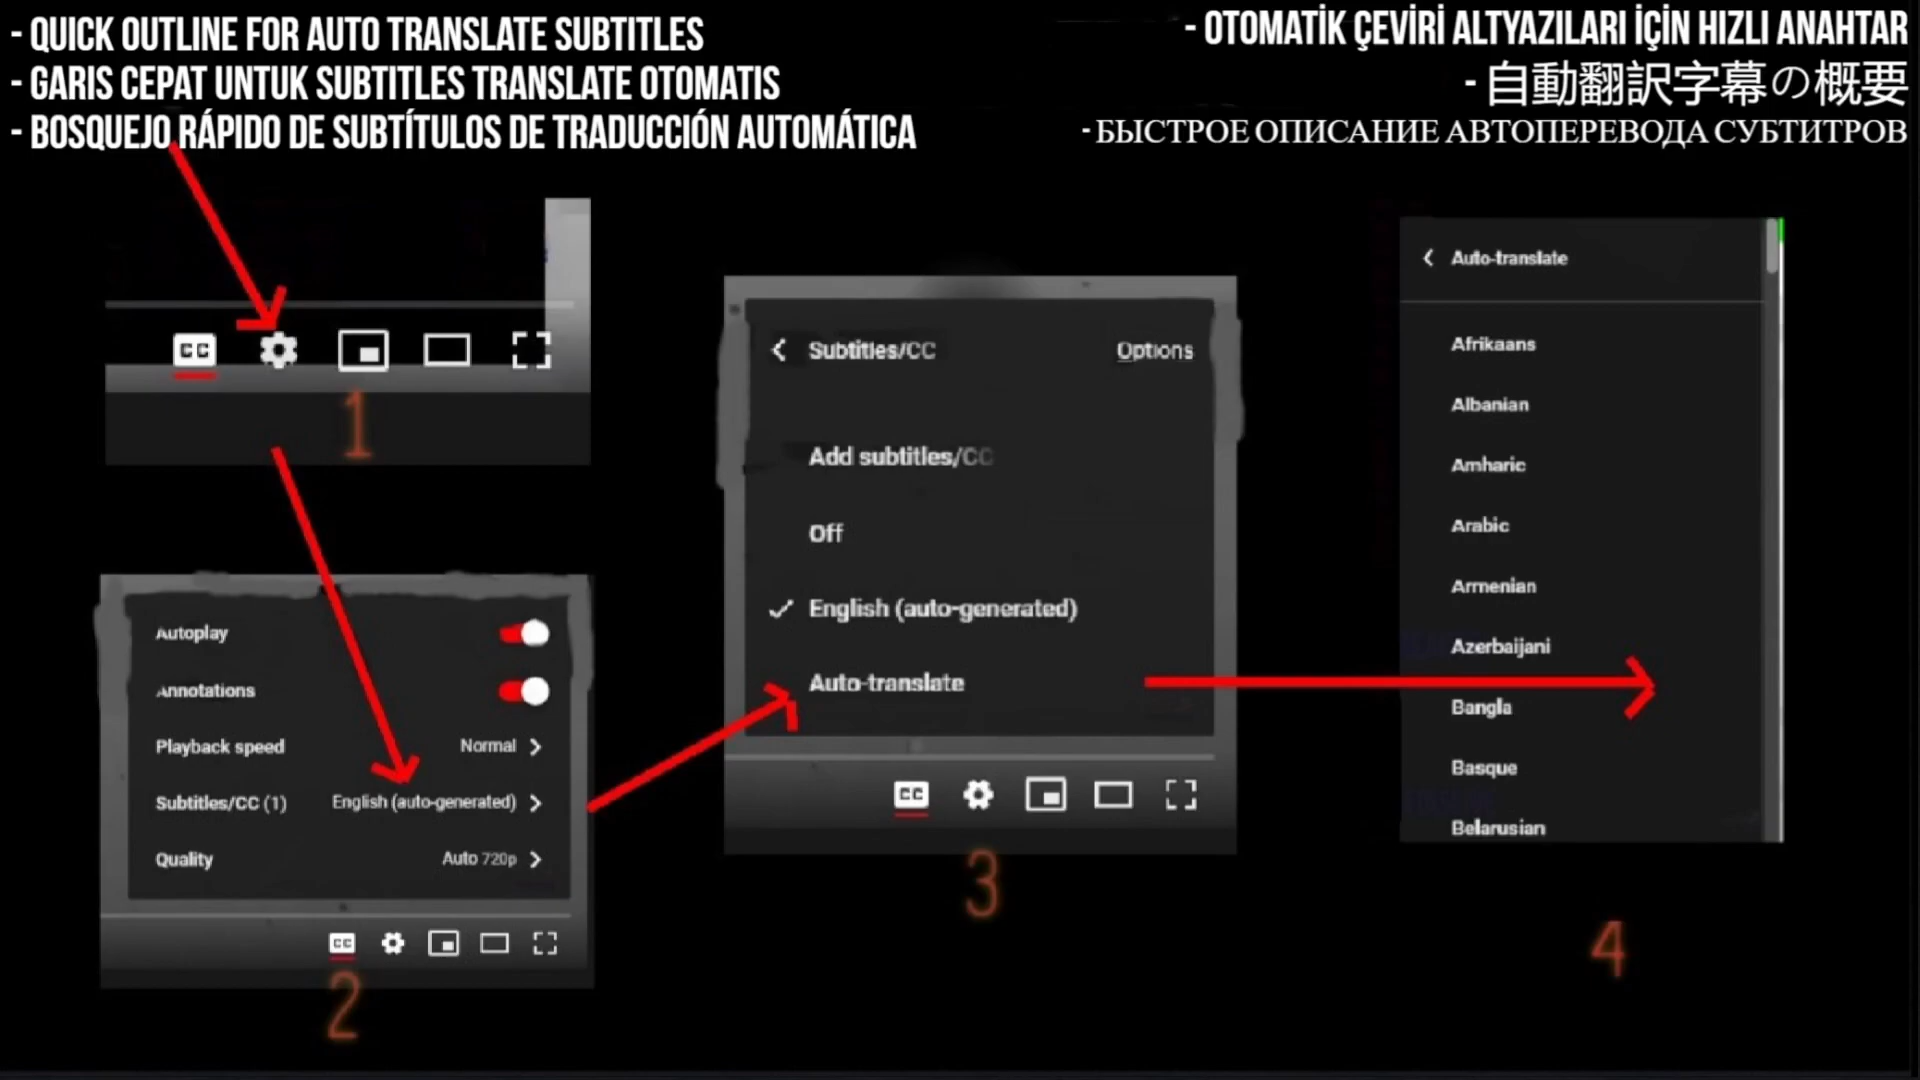 - QUICK OUTLINE FOR AUTO TRANSLATE SUBTITLES
- GARIS CEPAT UNTUK SUBTITLES TRANSLATE OTOMATIS
- BOSQUEJO RÁPIDO DE SUBTÍTULOS DE TRADUCCIÓN AUTOMÁTICA
- OTOMATİK ÇEVİRİ ALTYAZILARI İÇİN HIZLI ANAHTAR
- 自動翻訳字幕の概要
- БЫСТРОЕ ОПИСАНИЕ АВТОПЕРЕВОДА СУБТИТРОВ
CC
1
Autoplay
Annotations
Playback speed Normal
Subtitles/CC (1) English (auto-generated)
Quality Auto 720p
CC
2
Subtitles/CC Options
Add subtitles/CC
Off
English (auto-generated)
Auto-translate
CC
3
Auto-translate
Afrikaans
Albanian
Amharic
Arabic
Armenian
Azerbaijani
Bangla
Basque
Belarusian
4